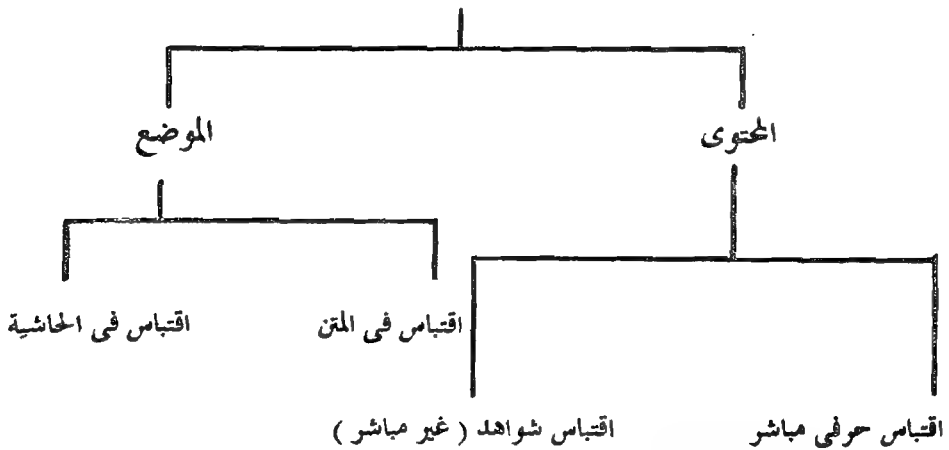 المحتوى
الموضع
اقتباس فى المتن
اقتباس فى الحاشية
اقتباس حرفى مباشر
اقتباس شواهد ( غير مباشر )